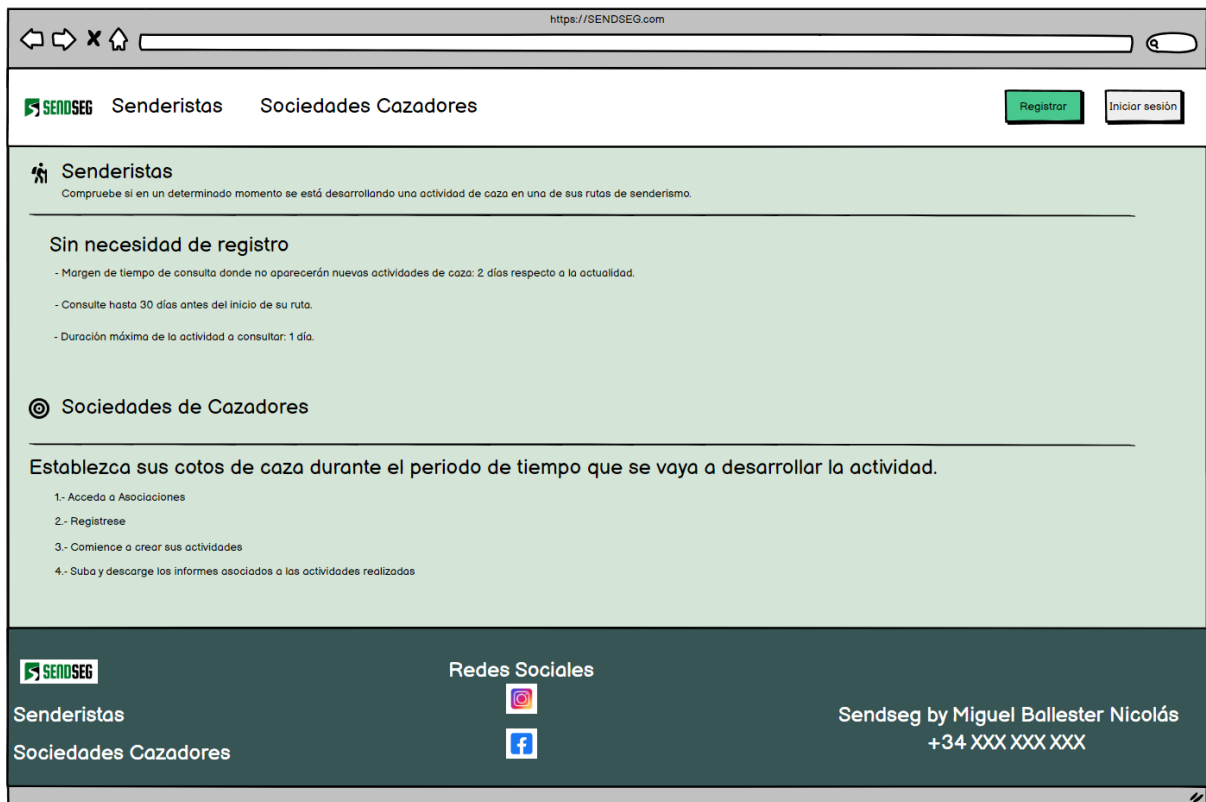 https://SENDSEG.com
SENDSEG Senderistas Sociedades Cazadores Registrar Iniciar sesión
Senderistas
Compruebe si en un determinado momento se está desarrollando una actividad de caza en una de sus rutas de senderismo.
Sin necesidad de registro
- Margen de tiempo de consulta donde no aparecerán nuevas actividades de caza: 2 días respecto a la actualidad.
- Consulte hasta 30 días antes del inicio de su ruta.
- Duración máxima de la actividad a consultar: 1 día.
Sociedades de Cazadores
Establezca sus cotos de caza durante el periodo de tiempo que se vaya a desarrollar la actividad.
1.- Acceda a Asociaciones
2.- Registrese
3.- Comience a crear sus actividades
4.- Suba y descarge los informes asociados a las actividades realizadas
SENDSEG
Senderistas
Sociedades Cazadores
Redes Sociales
Sendseg by Miguel Ballester Nicolás
+34 XXX XXX XXX